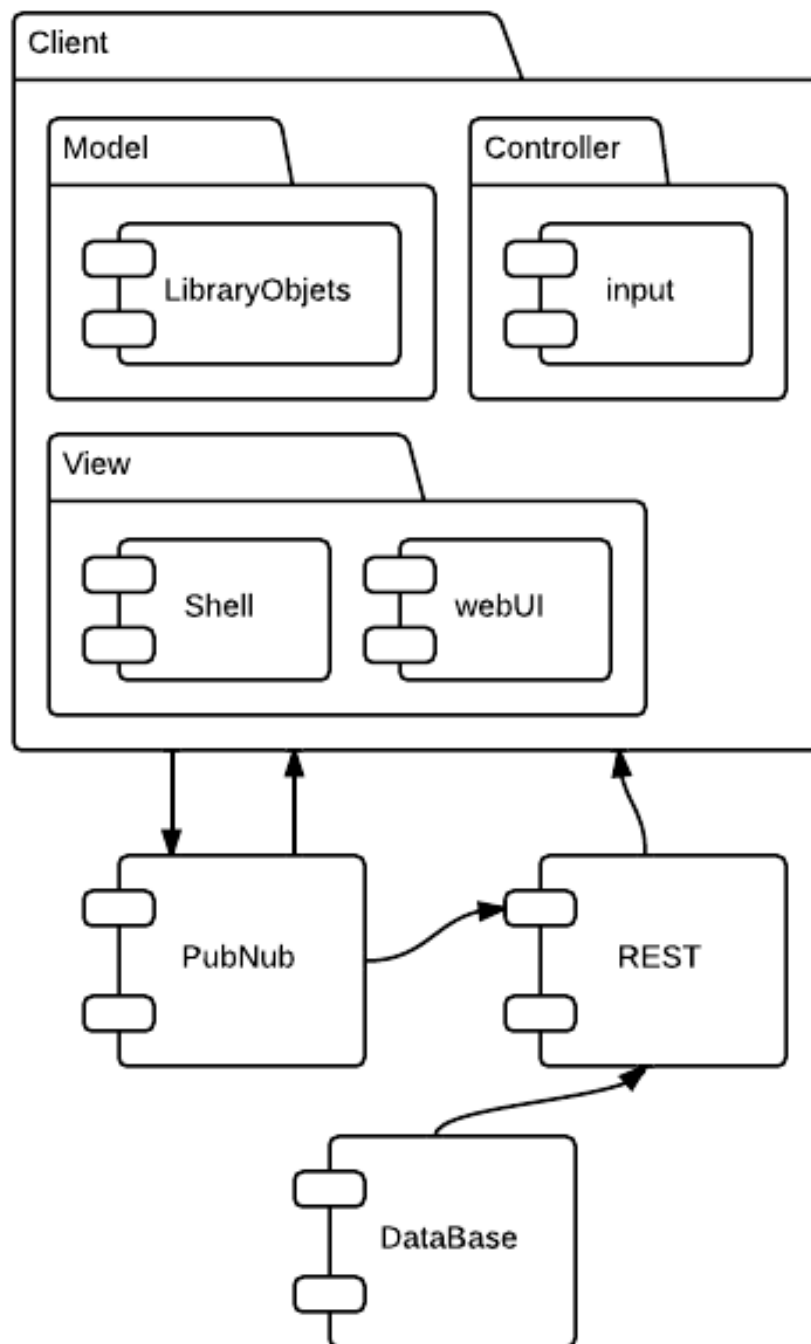 Client
Model
Controller
LibraryObjets
input
View
Shell
webUI
PubNub
REST
DataBase